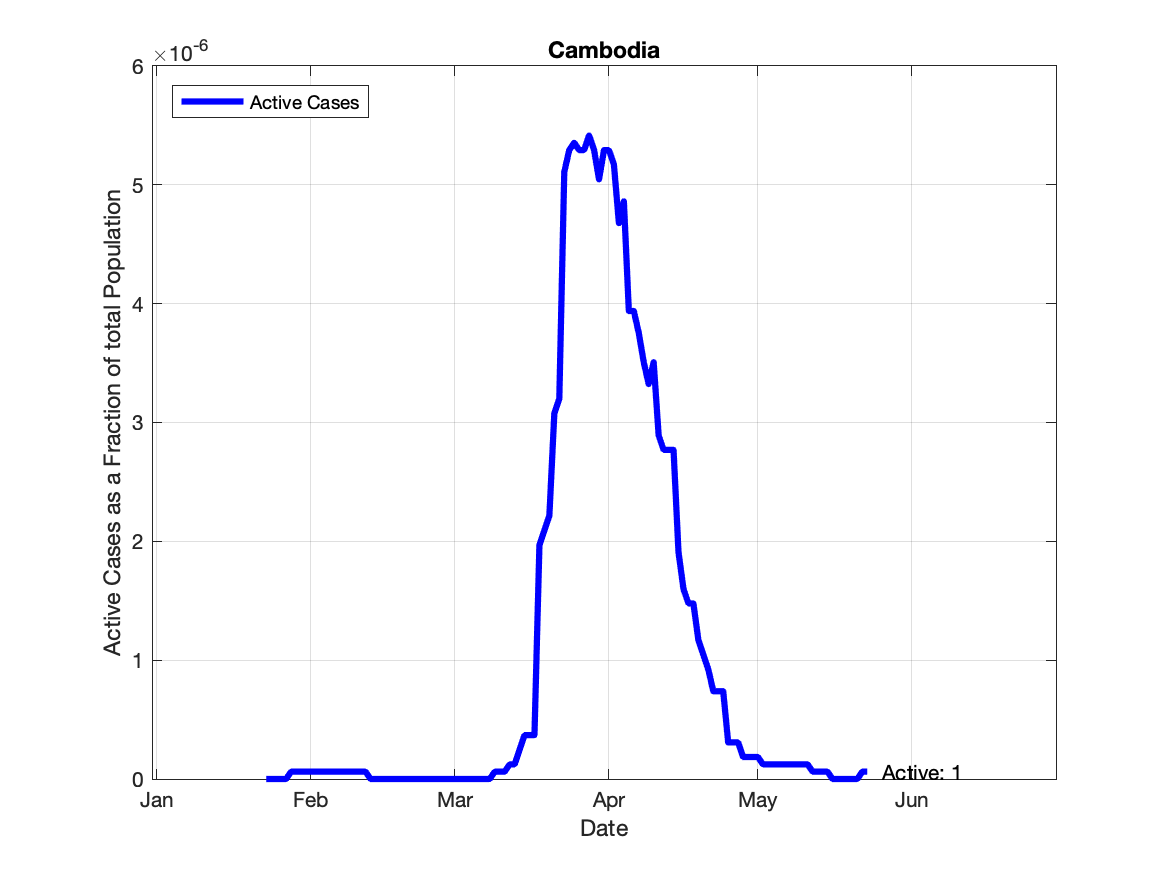 Cambodia
×10-6
Active Cases
6
5
4
3
2
1
0
Active Cases as a Fraction of total Population
Active: 1
Jan Feb Mar Apr May Jun
Date